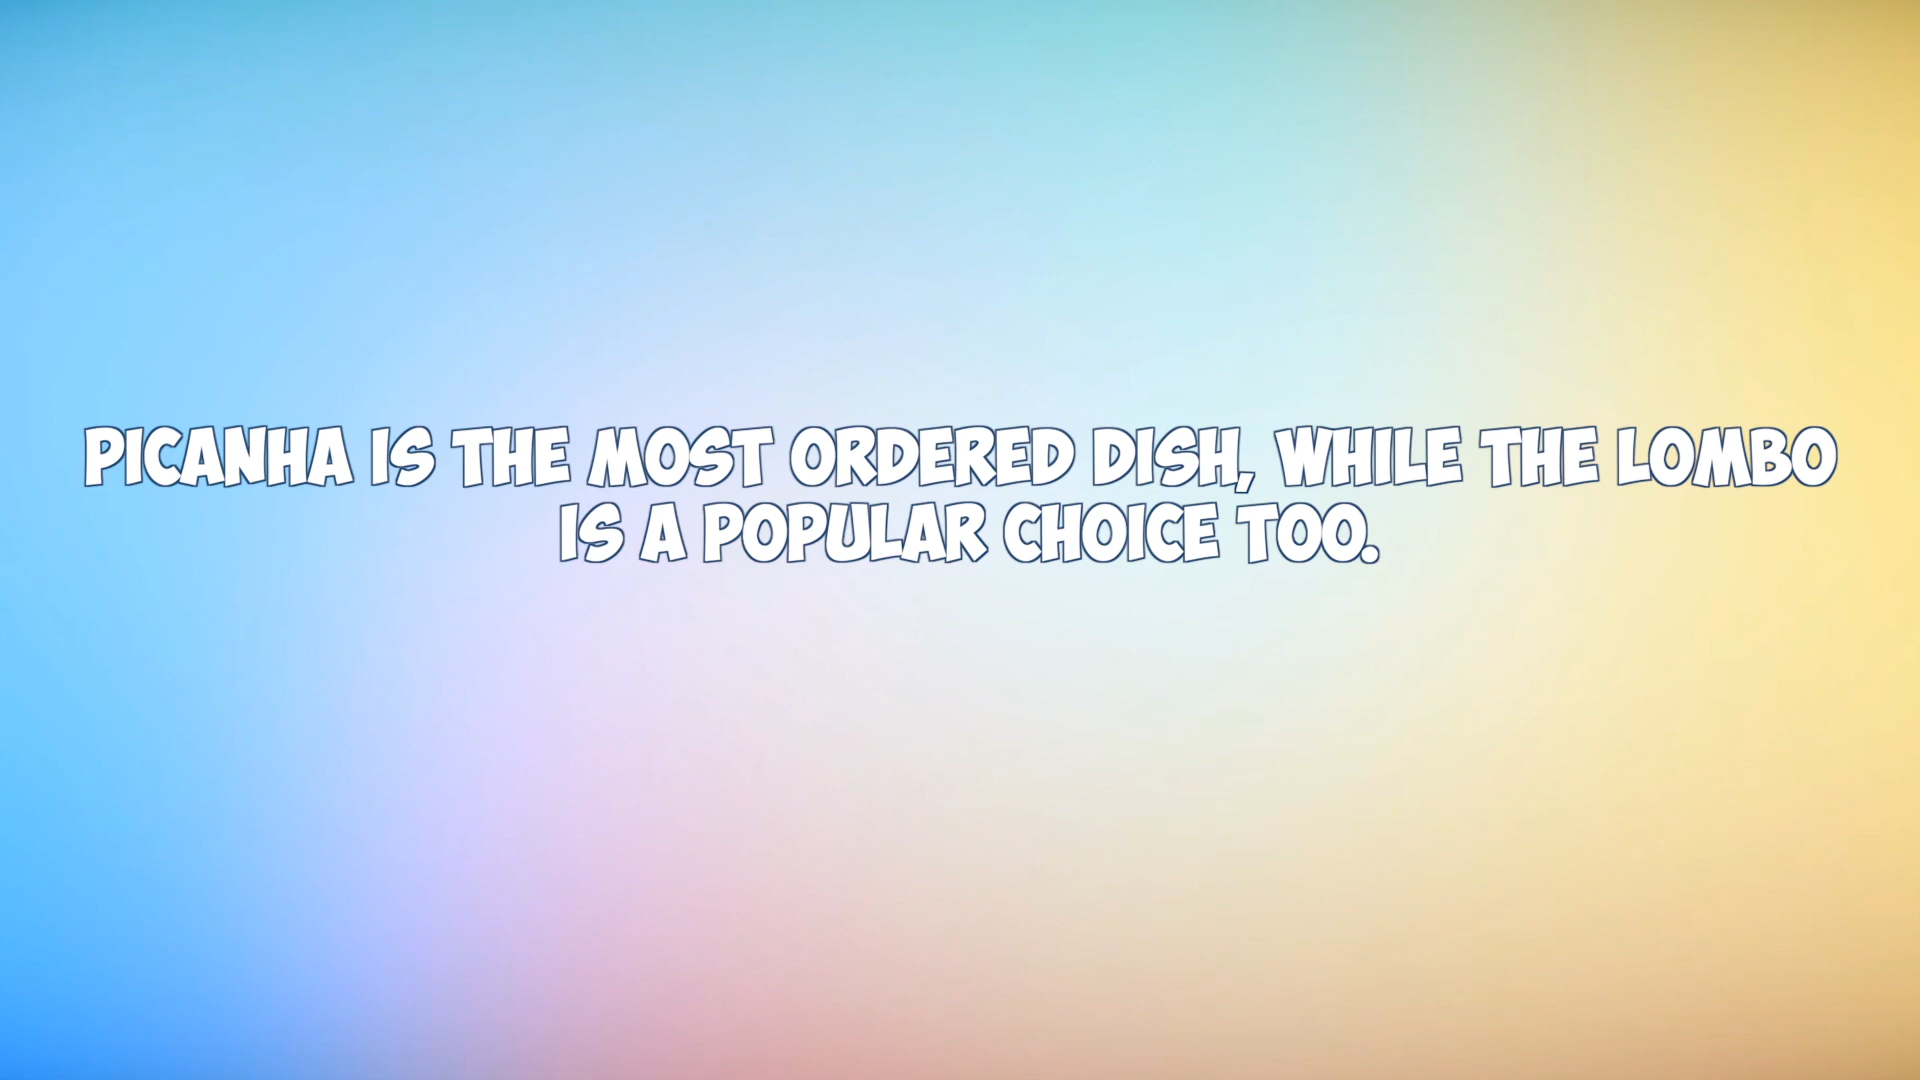 PICANHA IS THE MOST ORDERED DISH, WHILE THE LOMBO
IS A POPULAR CHOICE TOO.